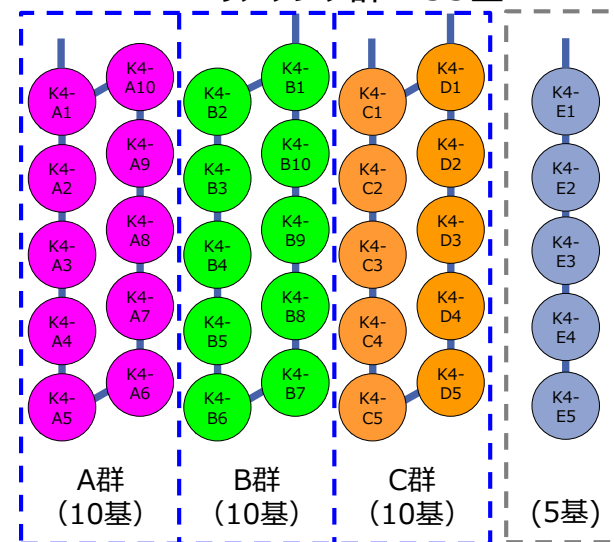 K4-
A1
K4-
A2
K4-
A3
K4-
A4
K4-
A5
K4-
A10
K4-
A9
K4-
A8
K4-
A7
K4-
A6
A群
（10基）
K4-
B2
K4-
B3
K4-
B4
K4-
B5
K4-
B6
K4-
B1
K4-
B10
K4-
B9
K4-
B8
K4-
B7
B群
（10基）
K4-
C1
K4-
C2
K4-
C3
K4-
C4
K4-
C5
K4-
D1
K4-
D2
K4-
D3
K4-
D4
K4-
D5
C群
（10基）
K4-
E1
K4-
E2
K4-
E3
K4-
E4
K4-
E5
(5基)